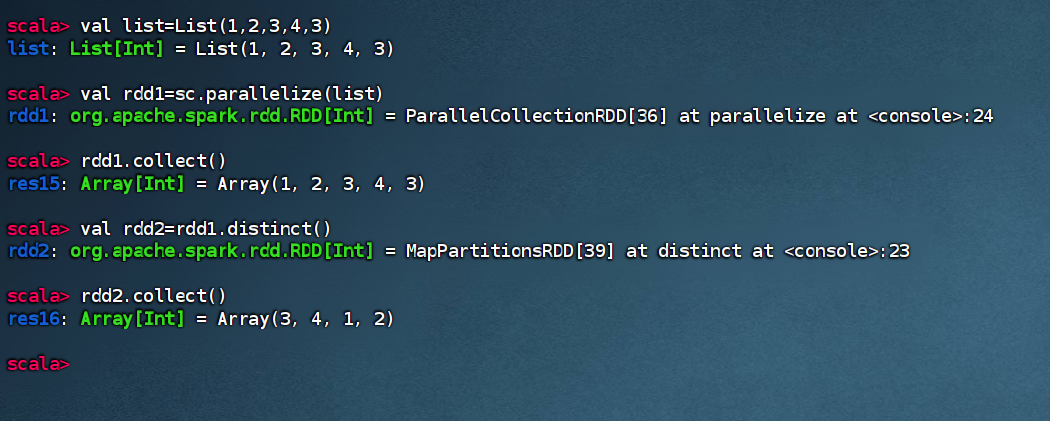 scala> val list=List(1,2,3,4,3)
list: List[Int] = List(1, 2, 3, 4, 3)
scala> val rdd1=sc.parallelize(list)
rdd1: org.apache.spark.rdd.RDD[Int] = ParallelCollectionRDD[36] at parallelize at <console>:24
scala> rdd1.collect()
res15: Array[Int] = Array(1, 2, 3, 4, 3)
scala> val rdd2=rdd1.distinct()
rdd2: org.apache.spark.rdd.RDD[Int] = MapPartitionsRDD[39] at distinct at <console>:23
scala> rdd2.collect()
res16: Array[Int] = Array(3, 4, 1, 2)
scala>